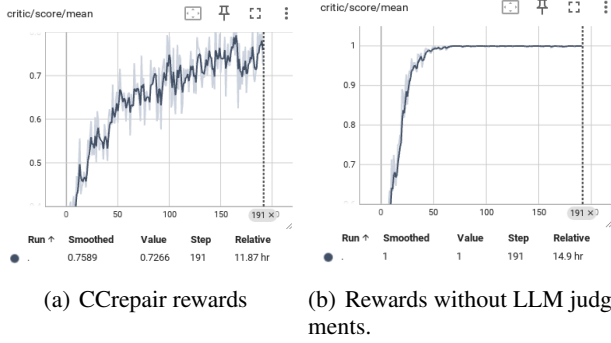 critic/score/mean
0.7
0.6
0.5
0 50 100 150 191 ×
Run ↑ Smoothed Value Step Relative
. 0.7589 0.7266 191 11.87 hr
(a) CCrepair rewards
critic/score/mean
1
0.9
0.8
0.7
0 50 100 150 191 × 0
Run ↑ Smoothed Value Step Relative
. 1 1 191 14.9 hr
(b) Rewards without LLM judg
ments.